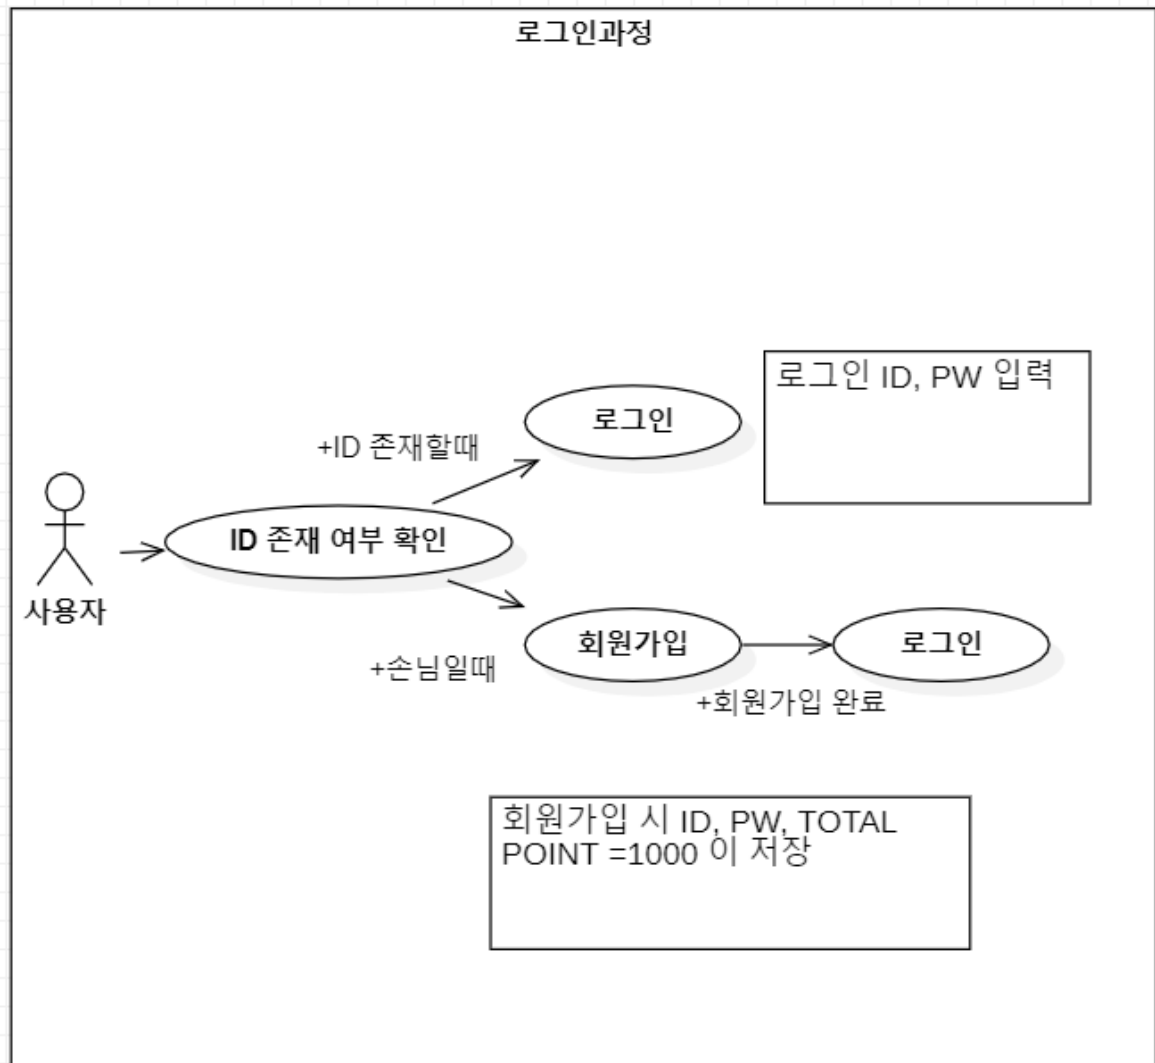 로그인과정
로그인 ID, PW 입력
로그인
+ID 존재할때
ID 존재 여부 확인
사용자
회원가입
로그인
+손님일때
+회원가입 완료
회원가입 시 ID, PW, TOTAL
POINT =1000 이 저장